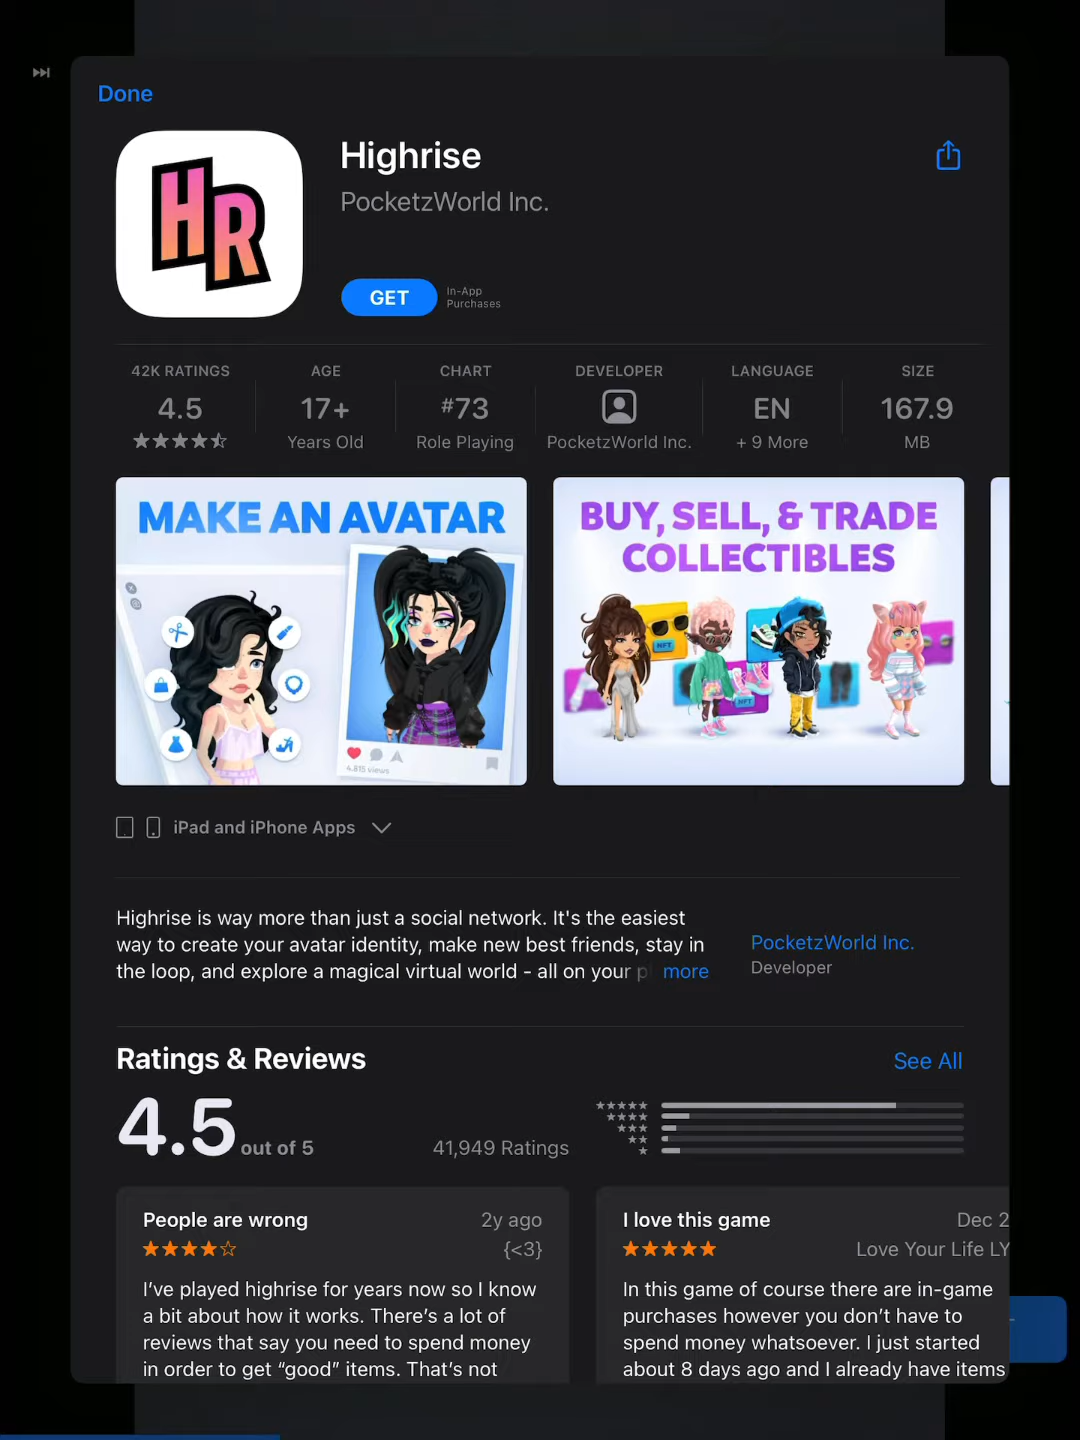 Done
HR
Highrise
PocketzWorld Inc.
GET
In-App
Purchases
42K RATINGS
4.5
AGE
17+
Years Old
CHART
#73
Role Playing
DEVELOPER
PocketzWorld Inc.
LANGUAGE
EN
+ 9 More
SIZE
167.9
MB
MAKE AN AVATAR
4.815 views
BUY, SELL, & TRADE
COLLECTIBLES
NFT
NFT
iPad and iPhone Apps
Highrise is way more than just a social network. It's the easiest
way to create your avatar identity, make new best friends, stay in
the loop, and explore a magical virtual world - all on your p
more
PocketzWorld Inc.
Developer
Ratings & Reviews
See All
4.5 out of 5
41,949 Ratings
People are wrong
2y ago
{<3}
I've played highrise for years now so I know
a bit about how it works. There's a lot of
reviews that say you need to spend money
in order to get “good” items. That's not
I love this game
Dec 2
Love Your Life LY
In this game of course there are in-game
purchases however you don't have to
spend money whatsoever. I just started
about 8 days ago and I already have items